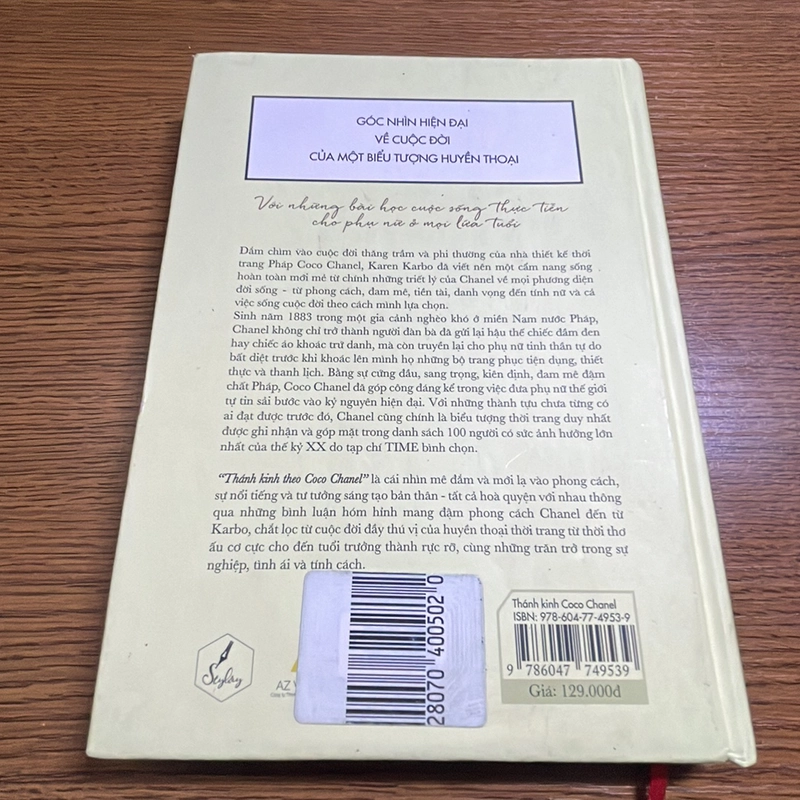 GÓC NHÌN HIỆN ĐẠI
VỀ CUỘC ĐỜI
CỦA MỘT BIỂU TƯỢNG HUYỀN THOẠI
Với những bài học cuộc sống thực tiễn
cho phụ nữ ở mọi lứa tuổi
Đắm chìm vào cuộc đời thăng trầm và phi thường của nhà thiết kế thời
trang Pháp Coco Chanel, Karen Karbo đã viết nên một cẩm nang sống
hoàn toàn mới mẻ từ chính những triết lý của Chanel về mọi phương diện
đời sống - từ phong cách, đam mê, tiền tài, danh vọng đến tính nữ và cả
việc sống cuộc đời theo cách mình lựa chọn.
Sinh năm 1883 trong một gia cảnh nghèo khó ở miền Nam nước Pháp,
Chanel không chỉ trở thành người đàn bà đã gửi lại hậu thế chiếc đầm đen
hay chiếc áo khoác trứ danh, mà còn truyền lại cho phụ nữ tinh thần tự do
bất diệt trước khi khoác lên mình họ những bộ trang phục tiện dụng, thiết
thực và thanh lịch. Bằng sự cứng đầu, sang trọng, kiên định, đam mê đậm
chất Pháp, Coco Chanel đã góp công đáng kể trong việc đưa phụ nữ thế giới
tự tin sải bước vào kỷ nguyên hiện đại. Với những thành tựu chưa từng có
ai đạt được trước đó, Chanel cũng chính là biểu tượng thời trang duy nhất
được ghi nhận và góp mặt trong danh sách 100 người có sức ảnh hưởng lớn
nhất của thế kỷ XX do tạp chí TIME bình chọn.
“Thánh kinh theo Coco Chanel” là cái nhìn mê đắm và mới lạ vào phong cách,
sự nổi tiếng và tư tưởng sáng tạo bản thân - tất cả hoà quyện với nhau thông
qua những bình luận hóm hỉnh mang đậm phong cách Chanel đến từ
Karbo, chắt lọc từ cuộc đời đầy thú vị của huyền thoại thời trang từ thời thơ
ấu cơ cực cho đến tuổi trưởng thành rực rỡ, cùng những trăn trở trong sự
nghiệp, tình ái và tính cách.
Thánh kinh Coco Chanel
ISBN: 978-604-77-4953-9
9 786047 749539
Giá: 129.000đ
28070 400502 0
Stylay
AZ